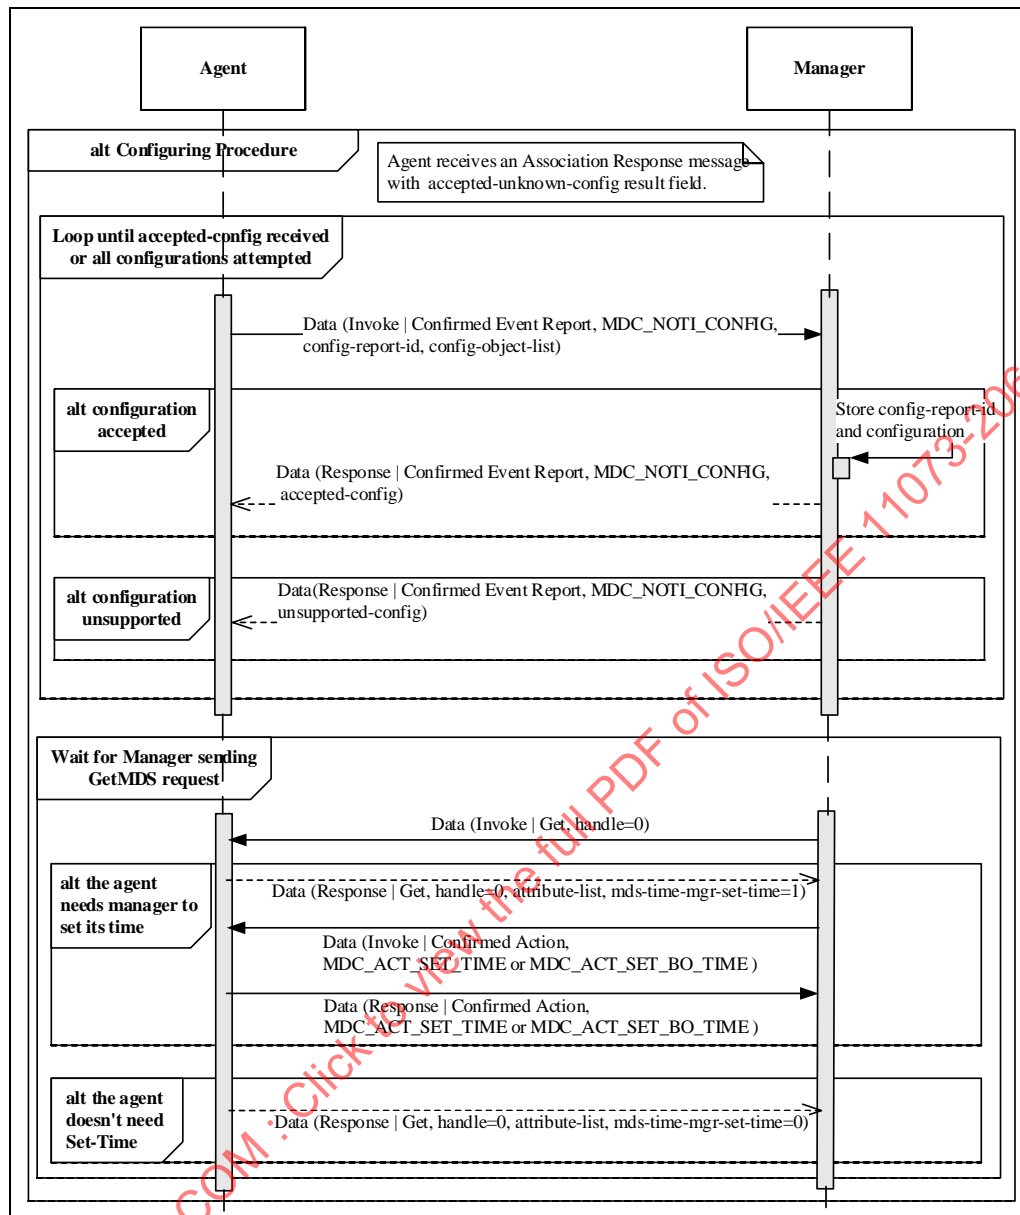 Agent
Manager
alt Configuring Procedure
Agent receives an Association Response message
with accepted-unknown-config result field.
Loop until accepted-config received
or all configurations attempted
Data (Invoke | Confirmed Event Report, MDC_NOTI_CONFIG,
config-report-id, config-object-list)
alt configuration
accepted
Store config-report-id
and configuration
Data (Response | Confirmed Event Report, MDC_NOTI_CONFIG,
accepted-config)
alt configuration
unsupported
Data(Response | Confirmed Event Report, MDC_NOTI_CONFIG,
unsupported-config)
Wait for Manager sending
GetMDS request
Data (Invoke | Get, handle=0)
alt the agent
needs manager to
set its time
Data (Response | Get, handle=0, attribute-list, mds-time-mgr-set-time=1)
Data (Invoke | Confirmed Action,
MDC_ACT_SET_TIME or MDC_ACT_SET_BO_TIME )
Data (Response | Confirmed Action,
MDC_ACT_SET_TIME or MDC_ACT_SET_BO_TIME )
alt the agent
doesn't need
Set-Time
Data (Response | Get, handle=0, attribute-list, mds-time-mgr-set-time=0)
COM : Click to view the full PDF of ISO/IEEE 11073-206